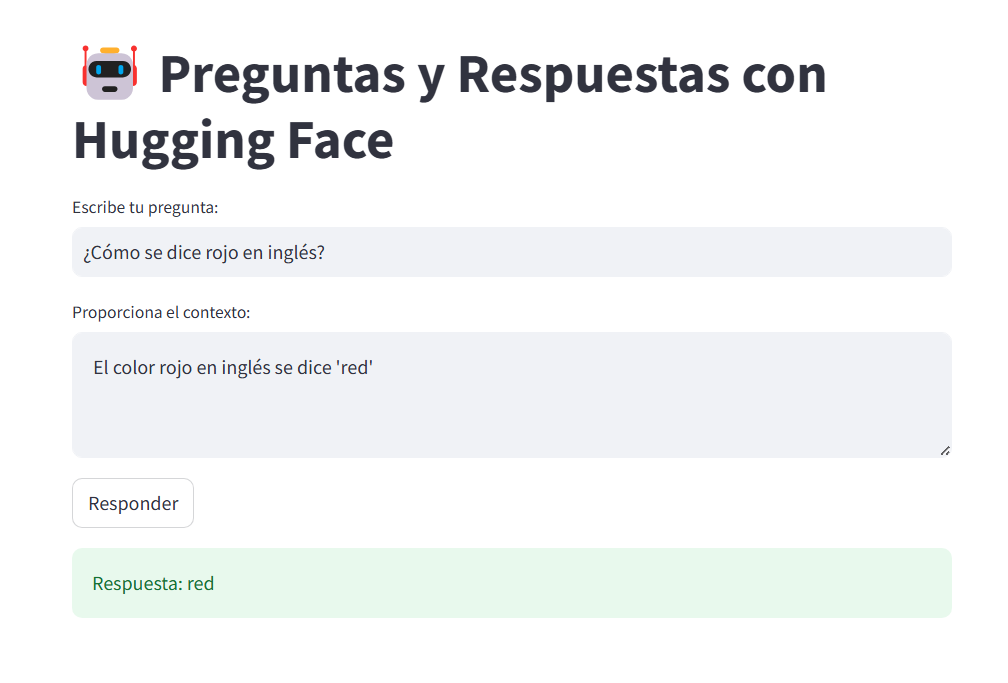 Preguntas y Respuestas con
Hugging Face
Escribe tu pregunta:
¿Cómo se dice rojo en inglés?
Proporciona el contexto:
El color rojo en inglés se dice 'red'
Responder
Respuesta: red